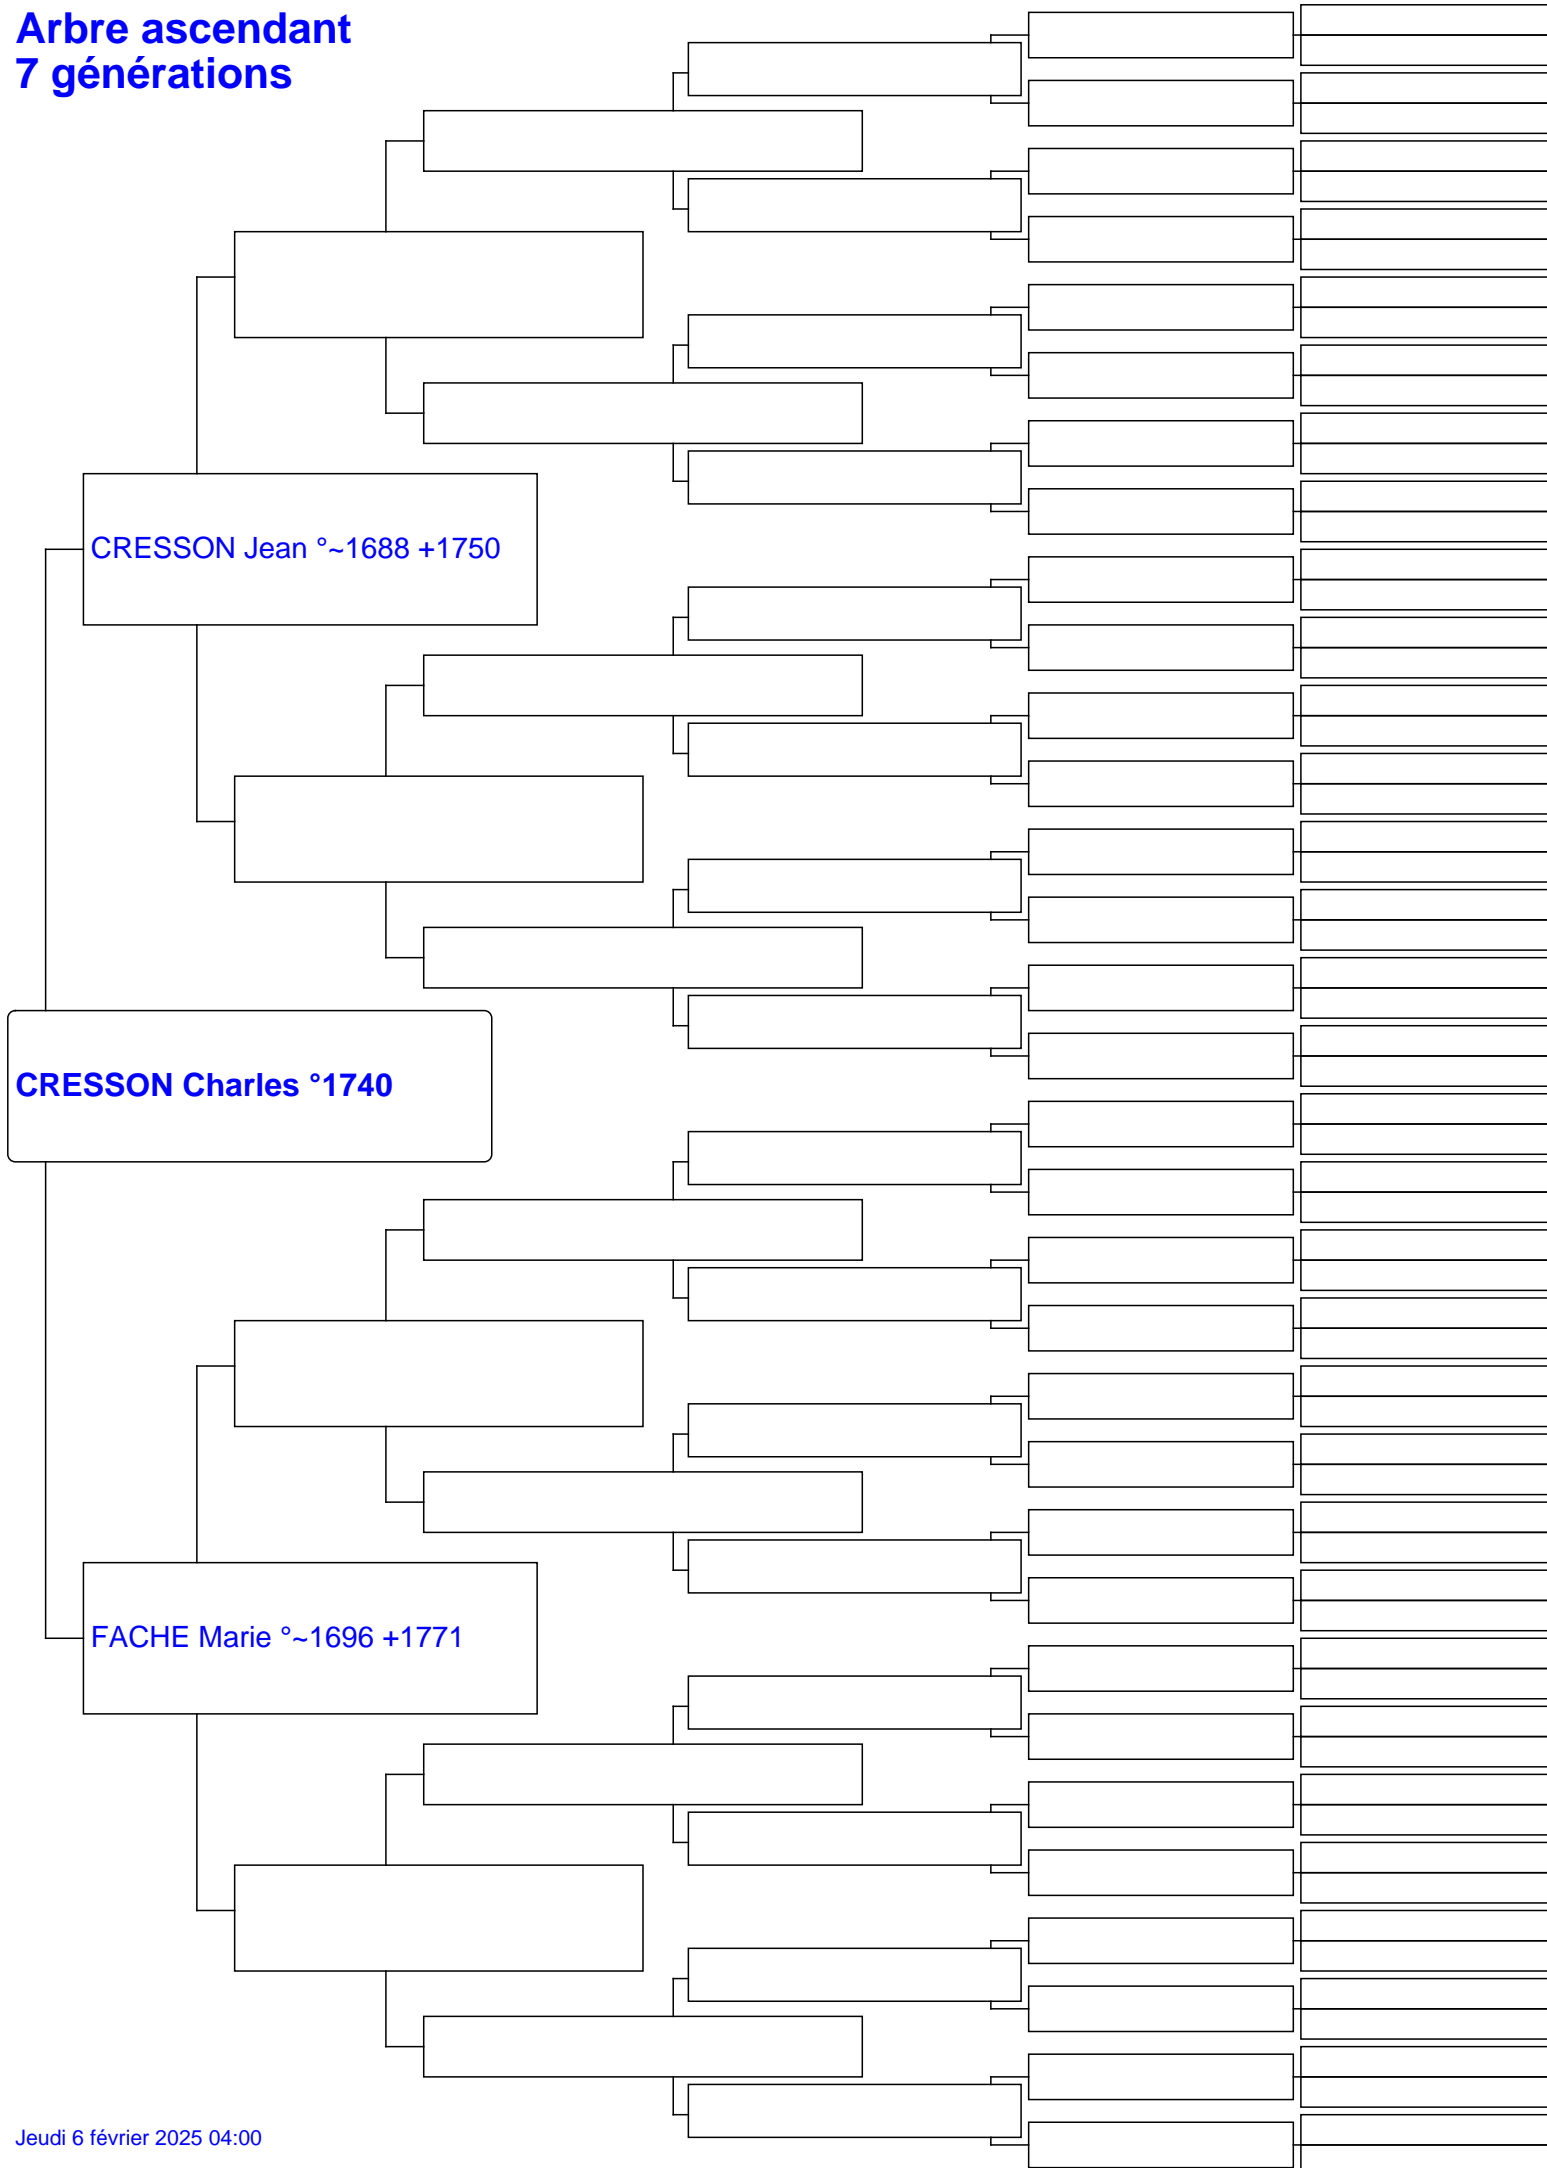 Arbre ascendant
7 générations
CRESSON Jean °~1688 +1750
CRESSON Charles °1740
FACHE Marie °~1696 +1771
Jeudi 6 février 2025 04:00